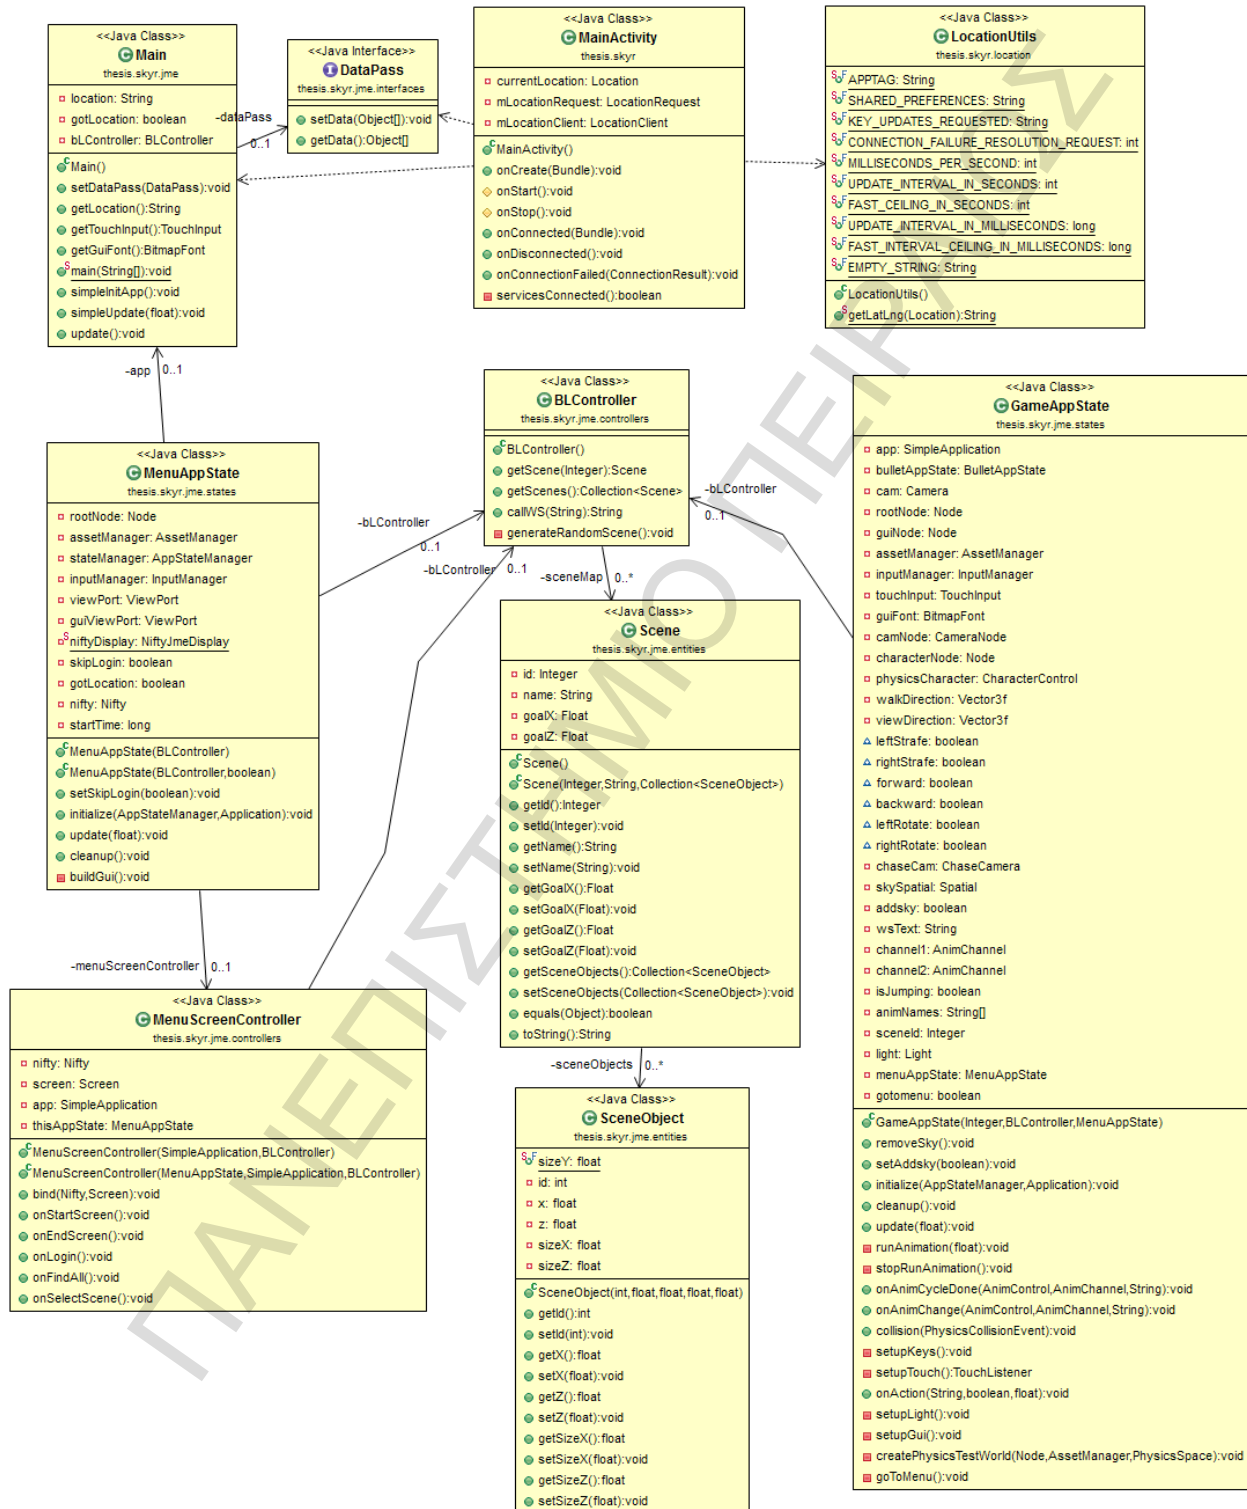 <<Java Class>>
Main
thesis.skyr.jme
location: String
gotLocation: boolean
bLController: BLController
Main()
setDataPass(DataPass):void
getLocation():String
getTouchInput():TouchInput
getGuiFont():BitmapFont
main(String[]):void
simpleInitApp():void
simpleUpdate(float):void
update():void
-dataPass
0..1
<<Java Interface>>
DataPass
thesis.skyr.jme.interfaces
setData(Object[]):void
getData():Object[]
<<Java Class>>
MainActivity
thesis.skyr
currentLocation: Location
mLocationRequest: LocationRequest
mLocationClient: LocationClient
MainActivity()
onCreate(Bundle):void
onStart():void
onStop():void
onConnected(Bundle):void
onDisconnected():void
onConnectionFailed(ConnectionResult):void
servicesConnected():boolean
<<Java Class>>
LocationUtils
thesis.skyr.location
APPTAG: String
SHARED_PREFERENCES: String
KEY_UPDATES_REQUESTED: String
CONNECTION_FAILURE_RESOLUTION_REQUEST: int
MILLISECONDS_PER_SECOND: int
UPDATE_INTERVAL_IN_SECONDS: int
FAST_CEILING_IN_SECONDS: int
UPDATE_INTERVAL_IN_MILLISECONDS: long
FAST_INTERVAL_CEILING_IN_MILLISECONDS: long
EMPTY_STRING: String
LocationUtils()
getLatLng(Location):String
-app
0..1
<<Java Class>>
MenuAppState
thesis.skyr.jme.states
rootNode: Node
assetManager: AssetManager
stateManager: AppStateManager
inputManager: InputManager
viewPort: ViewPort
guiViewPort: ViewPort
niftyDisplay: NiftyJmeDisplay
skipLogin: boolean
gotLocation: boolean
nifty: Nifty
startTime: long
MenuAppState(BLController)
MenuAppState(BLController,boolean)
setSkipLogin(boolean):void
initialize(AppStateManager,Application):void
update(float):void
cleanup():void
buildGui():void
-bLController
0..1
-bLController
0..1
<<Java Class>>
BLController
thesis.skyr.jme.controllers
BLController()
getScene(Integer):Scene
getScenes():Collection<Scene>
callWS(String):String
generateRandomScene():void
-bLController
0..1
-sceneMap
0..*
<<Java Class>>
Scene
thesis.skyr.jme.entities
id: Integer
name: String
goalX: Float
goalZ: Float
Scene()
Scene(Integer,String,Collection<SceneObject>)
getId():Integer
setId(Integer):void
getName():String
setName(String):void
getGoalX():Float
setGoalX(Float):void
getGoalZ():Float
setGoalZ(Float):void
getSceneObjects():Collection<SceneObject>
setSceneObjects(Collection<SceneObject>):void
equals(Object):boolean
toString():String
-sceneObjects
0..*
<<Java Class>>
SceneObject
thesis.skyr.jme.entities
sizeY: float
id: int
x: float
z: float
sizeX: float
sizeZ: float
SceneObject(int,float,float,float,float)
getId():int
setId(int):void
getX():float
setX(float):void
getZ():float
setZ(float):void
getSizeX():float
setSizeX(float):void
getSizeZ():float
setSizeZ(float):void
-menuScreenController
0..1
<<Java Class>>
MenuScreenController
thesis.skyr.jme.controllers
nifty: Nifty
screen: Screen
app: SimpleApplication
thisAppState: MenuAppState
MenuScreenController(SimpleApplication,BLController)
MenuScreenController(MenuAppState,SimpleApplication,BLController)
bind(Nifty,Screen):void
onStartScreen():void
onEndScreen():void
onLogin():void
onFindAll():void
onSelectScene():void
<<Java Class>>
GameAppState
thesis.skyr.jme.states
app: SimpleApplication
bulletAppState: BulletAppState
cam: Camera
rootNode: Node
guiNode: Node
assetManager: AssetManager
inputManager: InputManager
touchInput: TouchInput
guiFont: BitmapFont
camNode: CameraNode
characterNode: Node
physicsCharacter: CharacterControl
walkDirection: Vector3f
viewDirection: Vector3f
leftStrafe: boolean
rightStrafe: boolean
forward: boolean
backward: boolean
leftRotate: boolean
rightRotate: boolean
chaseCam: ChaseCamera
skySpatial: Spatial
addsky: boolean
wsText: String
channel1: AnimChannel
channel2: AnimChannel
isJumping: boolean
animNames: String[]
sceneId: Integer
light: Light
menuAppState: MenuAppState
gotomenu: boolean
GameAppState(Integer,BLController,MenuAppState)
removeSky():void
setAddsky(boolean):void
initialize(AppStateManager,Application):void
cleanup():void
update(float):void
runAnimation(float):void
stopRunAnimation():void
onAnimCycleDone(AnimControl,AnimChannel,String):void
onAnimChange(AnimControl,AnimChannel,String):void
collision(PhysicsCollisionEvent):void
setupKeys():void
setupTouch():TouchListener
onAction(String,boolean,float):void
setupLight():void
setupGui():void
createPhysicsTestWorld(Node,AssetManager,PhysicsSpace):void
goToMenu():void
ΠΑΝΕΠΙΣΤΗΜΙΟ ΠΕΙΡΑΙΩΣ